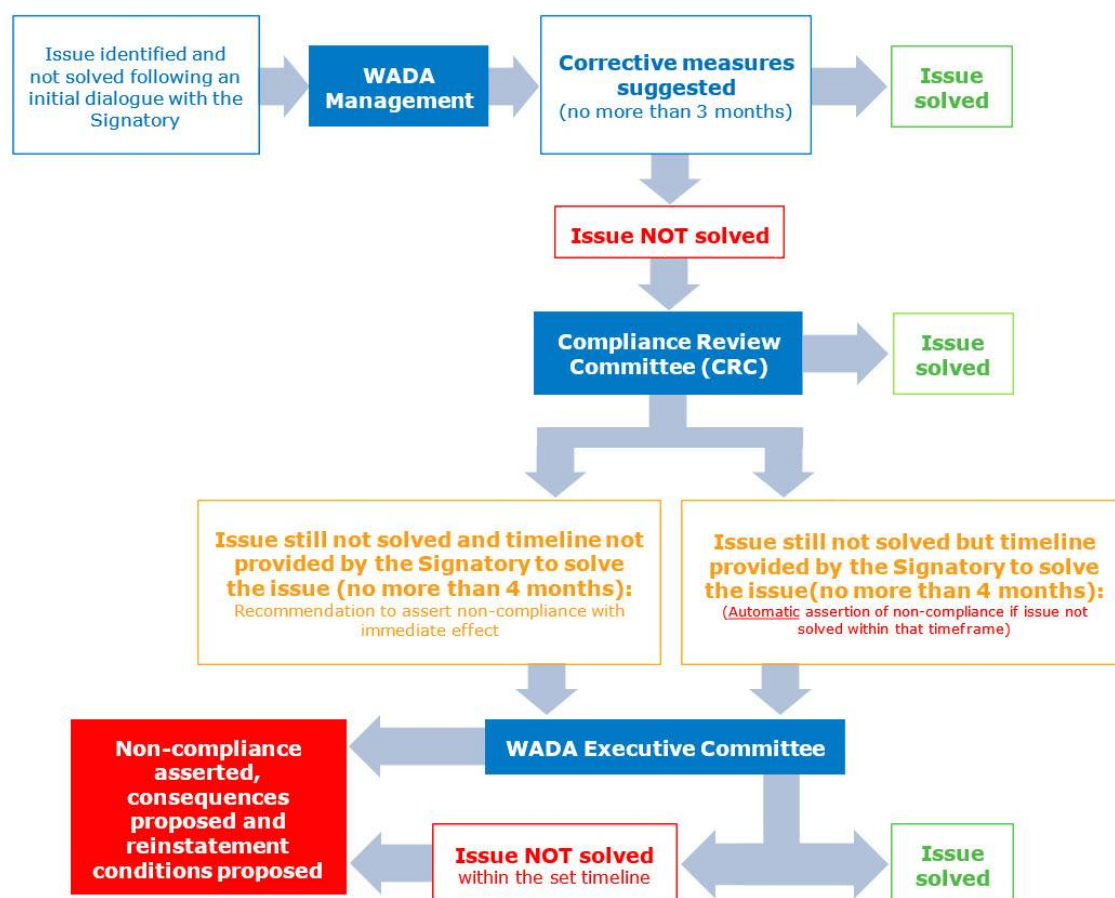 Issue identified and
not solved following an
initial dialogue with the
Signatory
WADA
Management
Corrective measures
suggested
(no more than 3 months)
Issue
solved
Issue NOT solved
Compliance Review
Committee (CRC)
Issue
solved
Issue still not solved and timeline not
provided by the Signatory to solve
the issue (no more than 4 months):
Recommendation to assert non-compliance with
immediate effect
Issue still not solved but timeline
provided by the Signatory to solve
the issue(no more than 4 months):
(Automatic assertion of non-compliance if issue not
solved within that timeframe)
WADA Executive Committee
Non-compliance
asserted,
consequences
proposed and
reinstatement
conditions proposed
Issue NOT solved
within the set timeline
Issue
solved